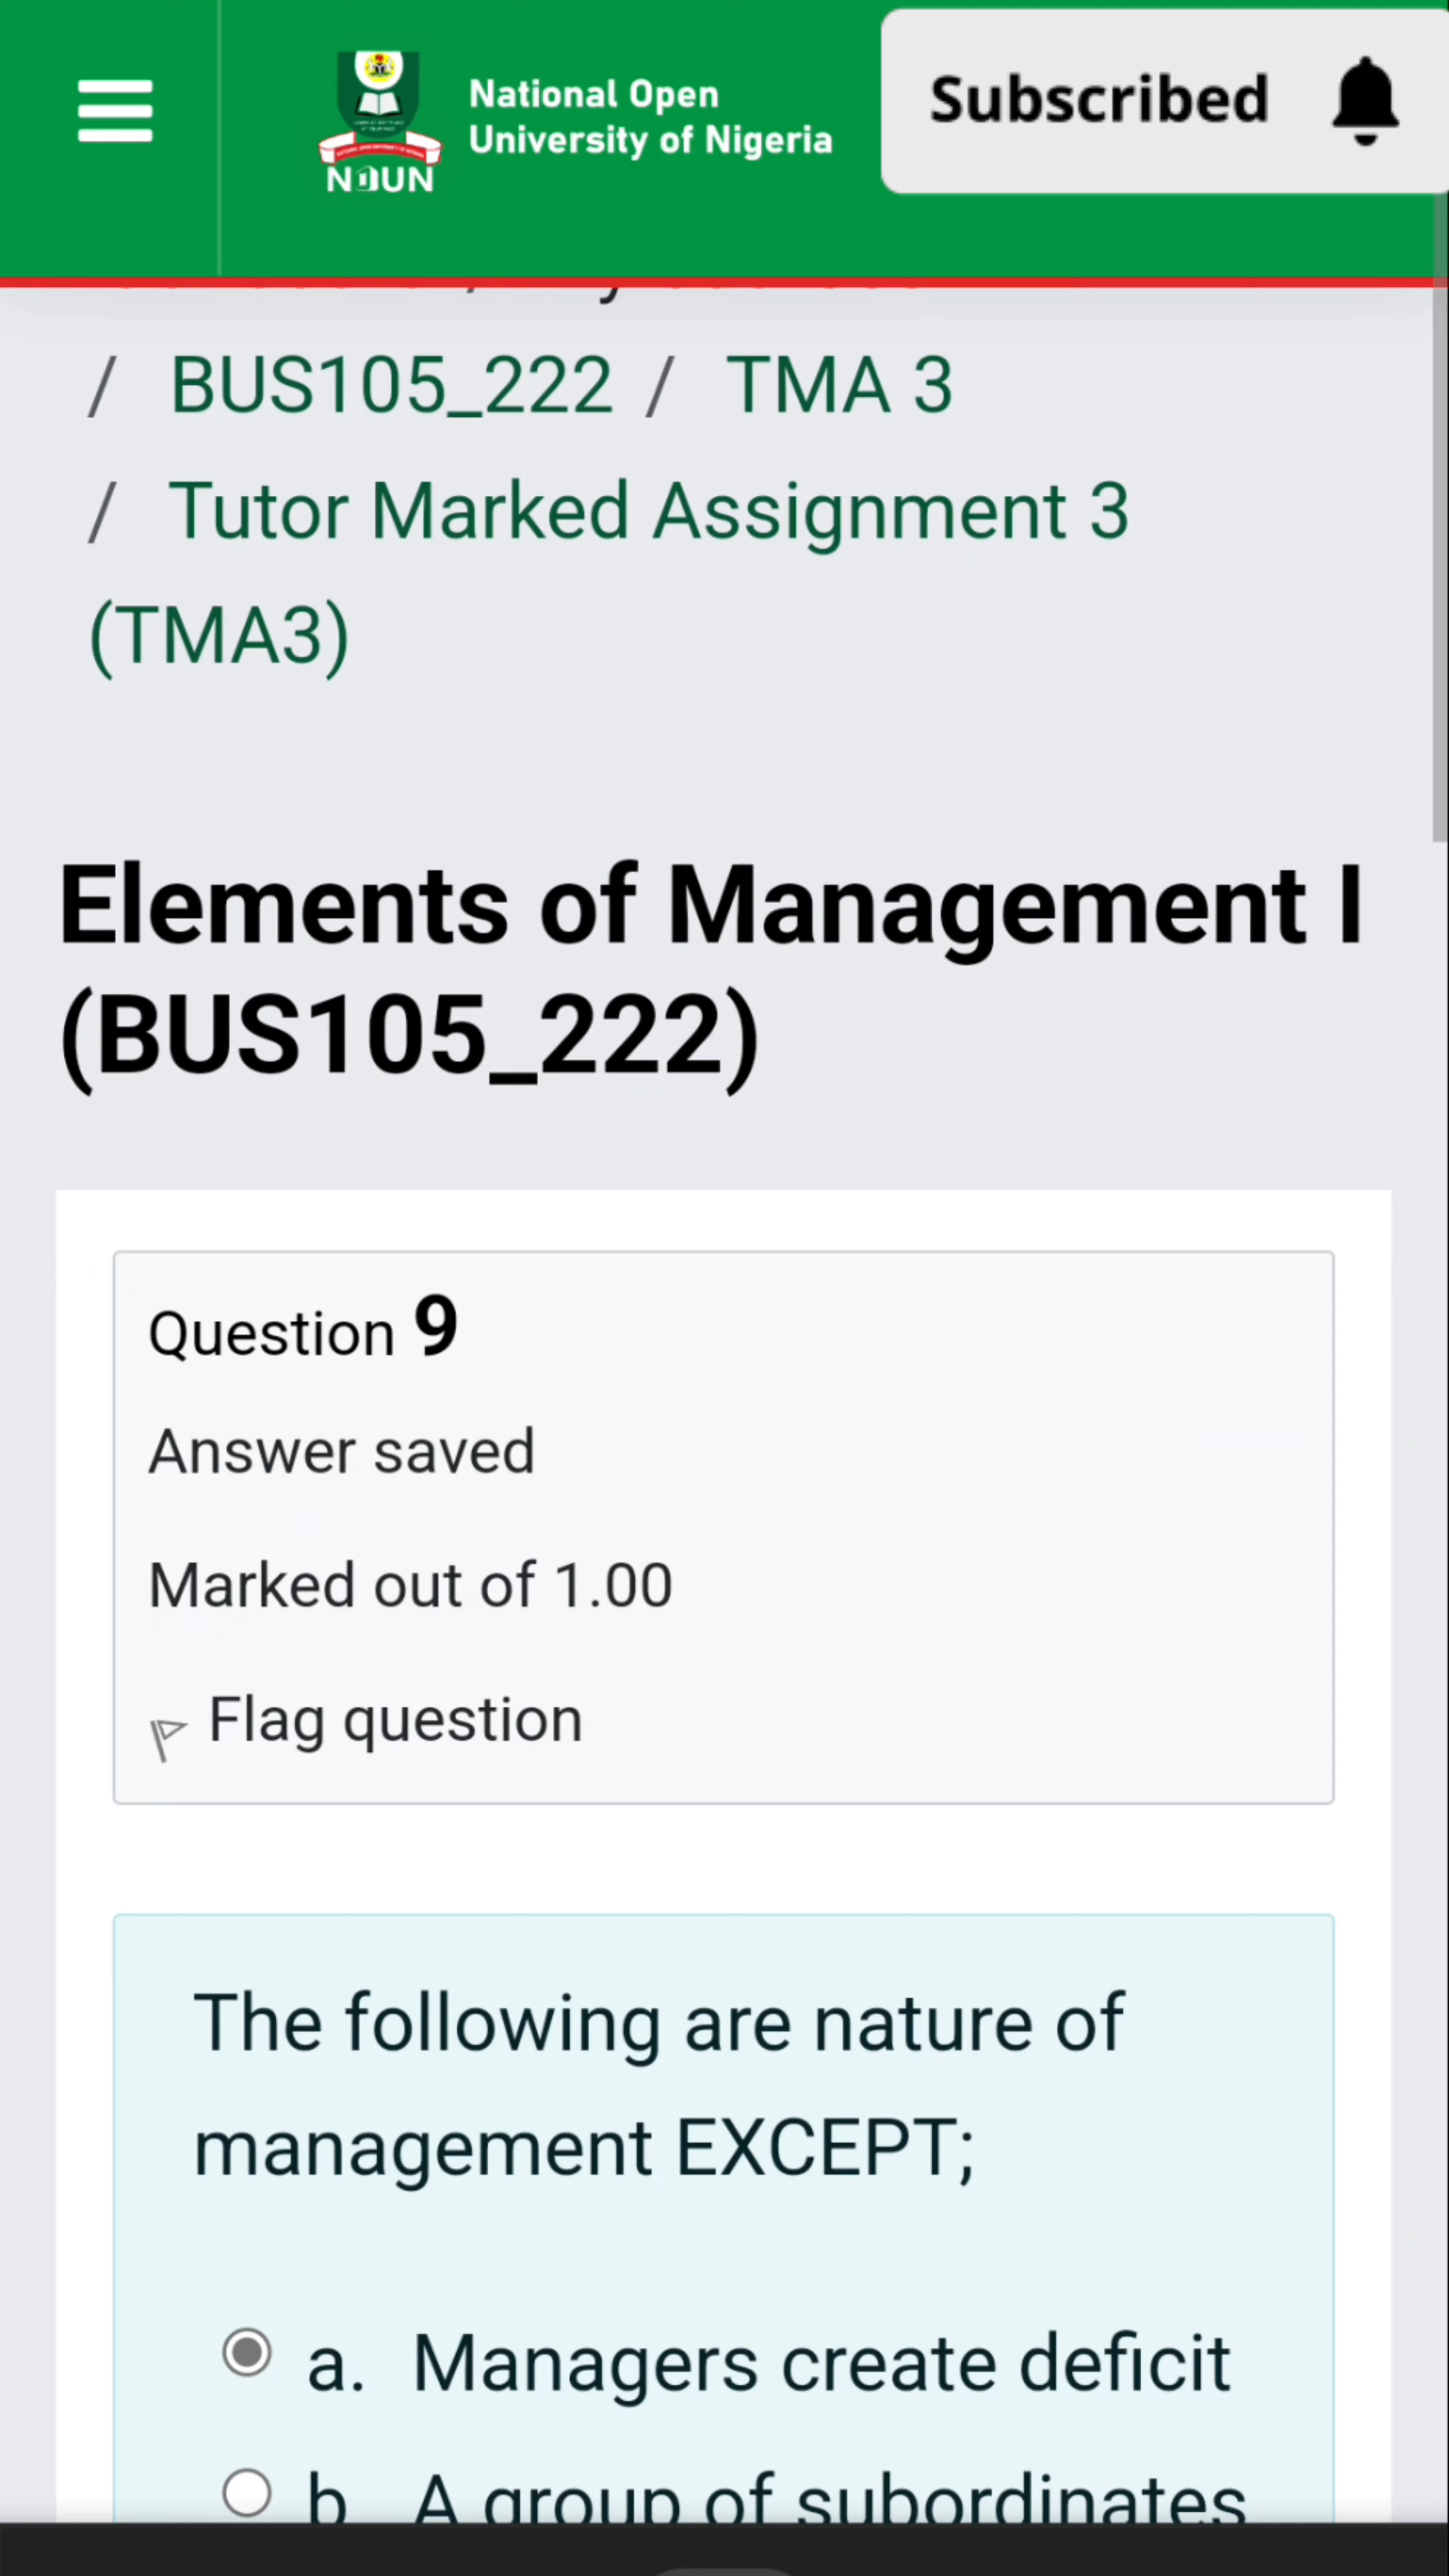 National Open
University of Nigeria
NOUN
Subscribed
/ BUS105_222 / TMA 3
/ Tutor Marked Assignment 3
(TMA3)
Elements of Management I
(BUS105_222)
Question 9
Answer saved
Marked out of 1.00
Flag question
The following are nature of
management EXCEPT;
a. Managers create deficit
b A group of subordinates